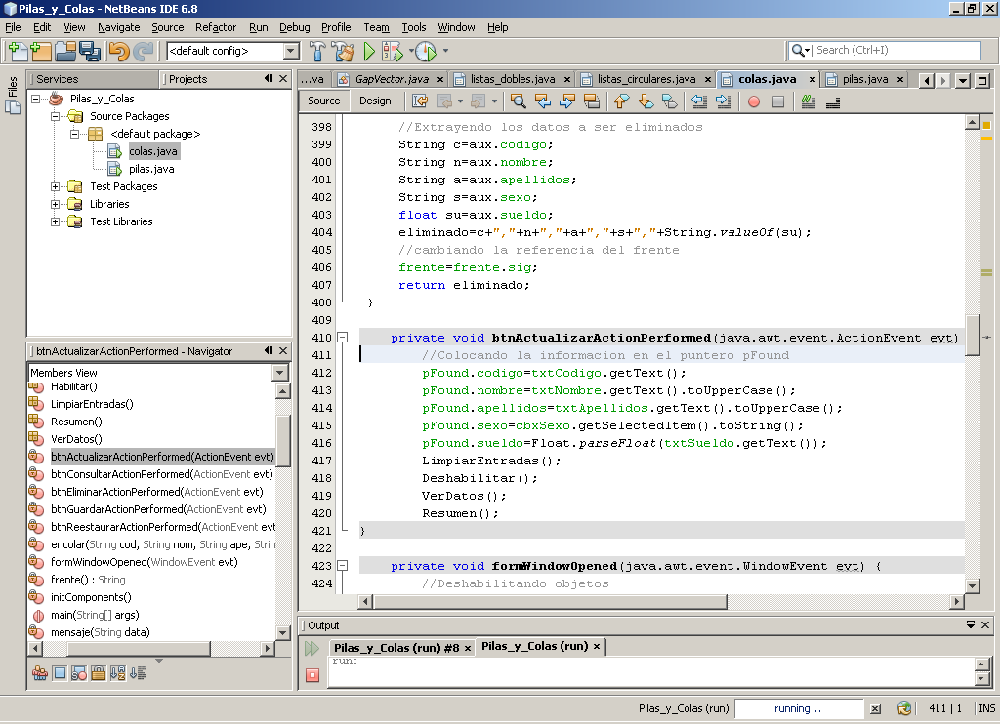 Pilas_y_Colas - NetBeans IDE 6.8
File Edit View Navigate Source Refactor Run Debug Profile Team Tools Window Help
<default config> Search (Ctrl+I)
Files
Services Projects
Pilas_y_Colas
Source Packages
<default package>
colas.java
pilas.java
Test Packages
Libraries
Test Libraries
btnActualizarActionPerformed - Navigator
Members View
Habilitar()
LimpiarEntradas()
Resumen()
VerDatos()
btnActualizarActionPerformed(ActionEvent evt)
btnConsultarActionPerformed(ActionEvent evt)
btnEliminarActionPerformed(ActionEvent evt)
btnGuardarActionPerformed(ActionEvent evt)
btnReestaurarActionPerformed(ActionEvent evt
encolar(String cod, String nom, String ape, Strin
formWindowOpened(WindowEvent evt)
frente() : String
initComponents()
main(String[] args)
mensaje(String data)
...va GapVector.java listas_dobles.java listas_circulares.java colas.java pilas.java
Source Design
398 //Extrayendo los datos a ser eliminados
399 String c=aux.codigo;
400 String n=aux.nombre;
401 String a=aux.apellidos;
402 String s=aux.sexo;
403 float su=aux.sueldo;
404 eliminado=c+","+n+","+a+","+s+","+String.valueOf(su);
405 //cambiando la referencia del frente
406 frente=frente.sig;
407 return eliminado;
408 }
409
410 private void btnActualizarActionPerformed(java.awt.event.ActionEvent evt)
411 //Colocando la informacion en el puntero pFound
412 pFound.codigo=txtCodigo.getText();
413 pFound.nombre=txtNombre.getText().toUpperCase();
414 pFound.apellidos=txtApellidos.getText().toUpperCase();
415 pFound.sexo=cbxSexo.getSelectedItem().toString();
416 pFound.sueldo=Float.parseFloat(txtSueldo.getText());
417 LimpiarEntradas();
418 Deshabilitar();
419 VerDatos();
420 Resumen();
421 }
422
423 private void formWindowOpened(java.awt.event.WindowEvent evt) {
424 //Deshabilitando objetos
Output
Pilas_y_Colas (run) #8 Pilas_y_Colas (run)
run:
Pilas_y_Colas (run) running... 411 | 1 INS